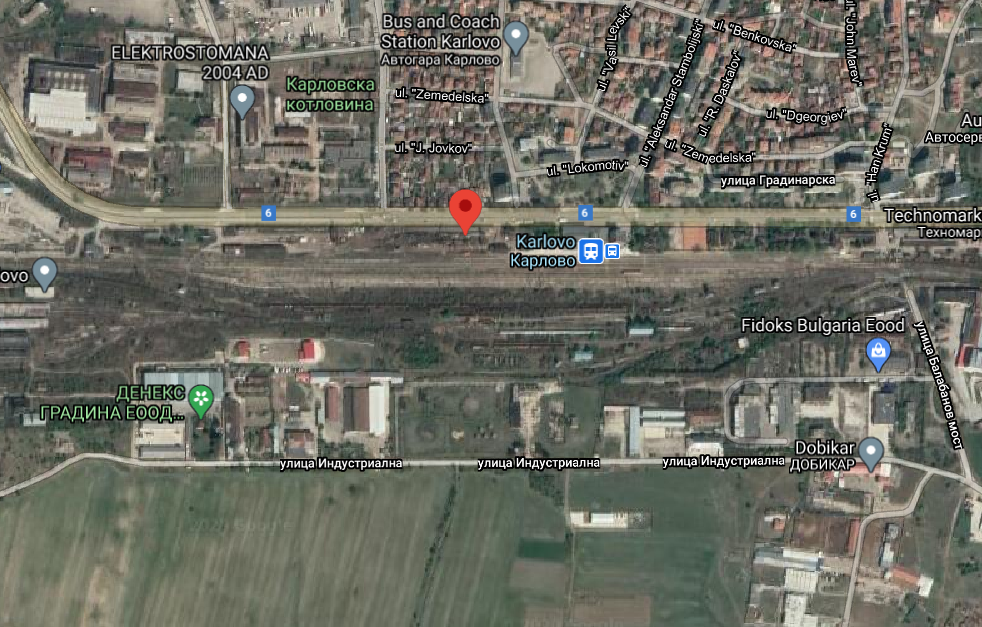 Bus and Coach
Station Karlovo
Автогара Карлово
ELEKTROSTOMANA
2004 AD
Карловска
котловина
ul. "Zemedelska"
ul. "J. Jovkov"
ul. "Vasil Levski"
ul. "Aleksandar Stamboliiski"
ul. "R. Daskalov"
ul. "Benkovska"
ul. "John Marev"
ul. "Dgeorgiev"
ul. "Zemedelska"
ul. "Lokomotiv"
улица Градинарска
ul. "Han Krum"
Au
Автосерв
6
6
6
Technomark
Техномар
Karlovo
Карлово
ovo
Fidoks Bulgaria Eood
улица Балабанов мост
ДЕНЕКС
ГРАДИНА ЕООД...
Dobikar
ДОБИКАР
улица Индустриална
улица Индустриална
улица Индустриална